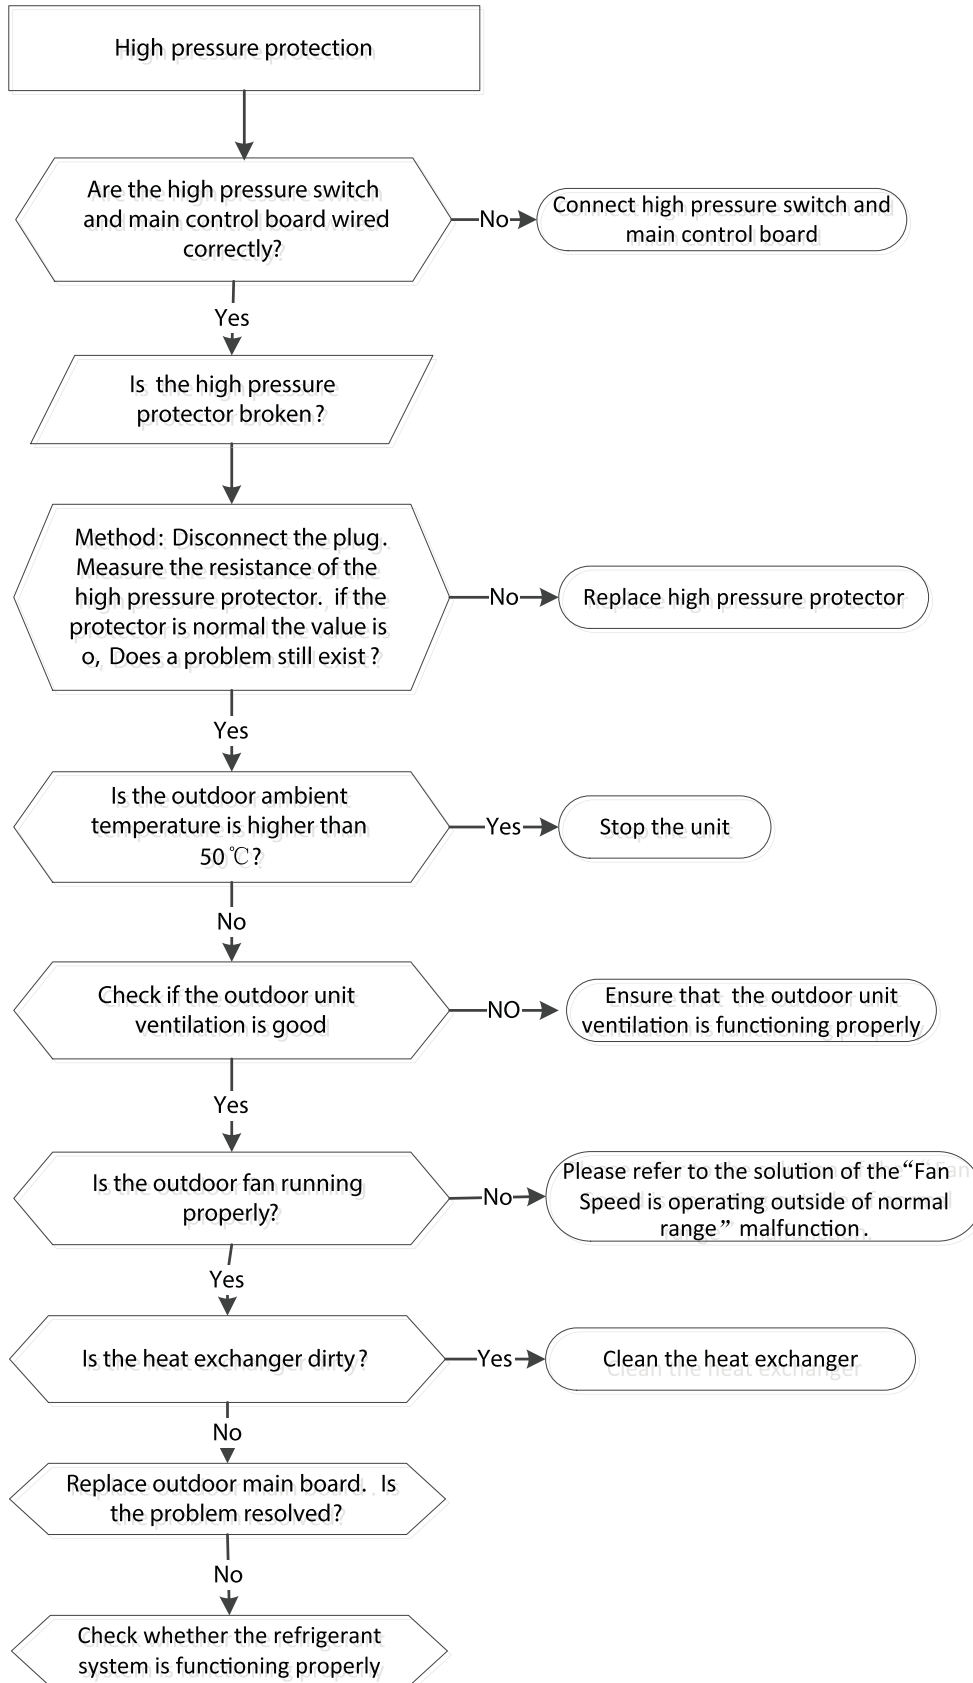 High pressure protection
Are the high pressure switch
and main control board wired
correctly?
No
Connect high pressure switch and
main control board
Yes
Is the high pressure
protector broken?
Method: Disconnect the plug.
Measure the resistance of the
high pressure protector. if the
protector is normal the value is
o, Does a problem still exist?
No
Replace high pressure protector
Yes
Is the outdoor ambient
temperature is higher than
50℃?
Yes
Stop the unit
No
Check if the outdoor unit
ventilation is good
NO
Ensure that the outdoor unit
ventilation is functioning properly
Yes
Is the outdoor fan running
properly?
No
Please refer to the solution of the“Fan
Speed is operating outside of normal
range” malfunction.
Yes
Is the heat exchanger dirty?
Yes
Clean the heat exchanger
No
Replace outdoor main board. Is
the problem resolved?
No
Check whether the refrigerant
system is functioning properly